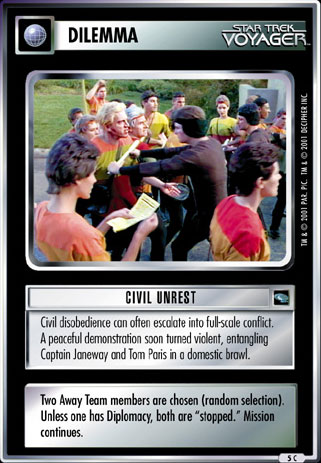 DILEMMA
STAR TREK
VOYAGER™
TM & © 2001 PAR. PIC. TM & © 2001 DECIPHER INC.
CIVIL UNREST
Civil disobedience can often escalate into full-scale conflict.
A peaceful demonstration soon turned violent, entangling
Captain Janeway and Tom Paris in a domestic brawl.
Two Away Team members are chosen (random selection).
Unless one has Diplomacy, both are “stopped.” Mission
continues.
5 C